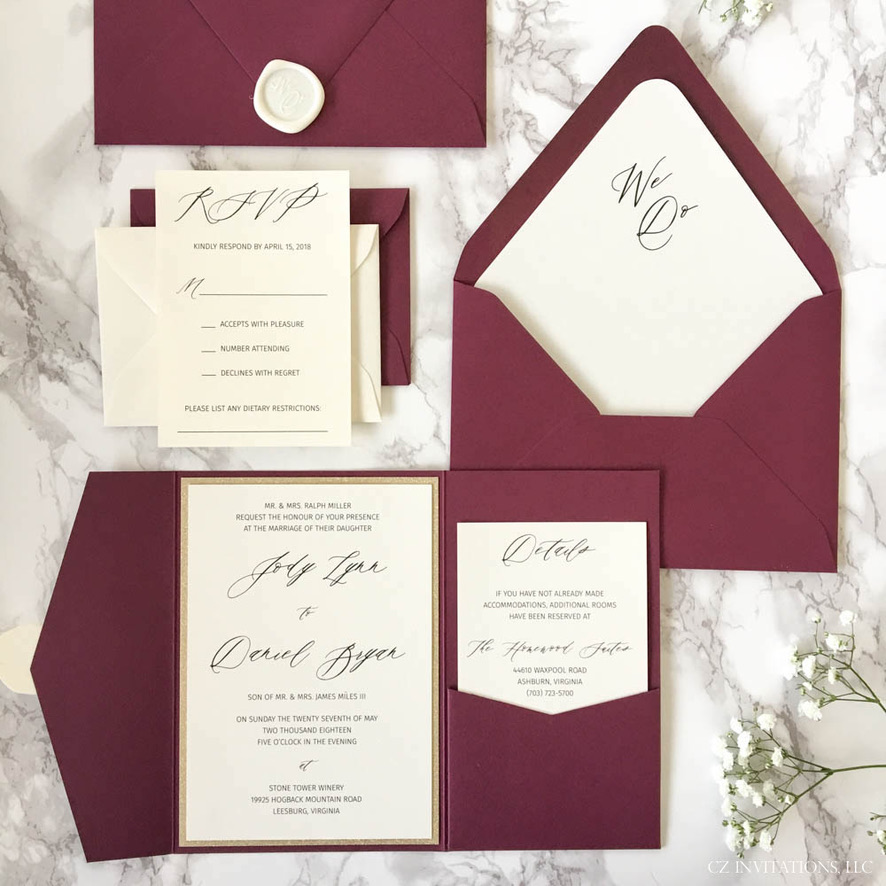 RSVP
KINDLY RESPOND BY APRIL 15, 2018
M
ACCEPTS WITH PLEASURE
NUMBER ATTENDING
DECLINES WITH REGRET
PLEASE LIST ANY DIETARY RESTRICTIONS:
We
Do
MR. & MRS. RALPH MILLER
REQUEST THE HONOUR OF YOUR PRESENCE
AT THE MARRIAGE OF THEIR DAUGHTER
Jody Lynn
to
Daniel Bryan
SON OF MR. & MRS. JAMES MILES III
ON SUNDAY THE TWENTY SEVENTH OF MAY
TWO THOUSAND EIGHTEEN
FIVE O'CLOCK IN THE EVENING
at
STONE TOWER WINERY
19925 HOGBACK MOUNTAIN ROAD
LEESBURG, VIRGINIA
Details
IF YOU HAVE NOT ALREADY MADE
ACCOMMODATIONS, ADDITIONAL ROOMS
HAVE BEEN RESERVED AT
The Homewood Suites
44610 WAXPOOL ROAD
ASHBURN, VIRGINIA
(703) 723-5700
CZ INVITATIONS, LLC